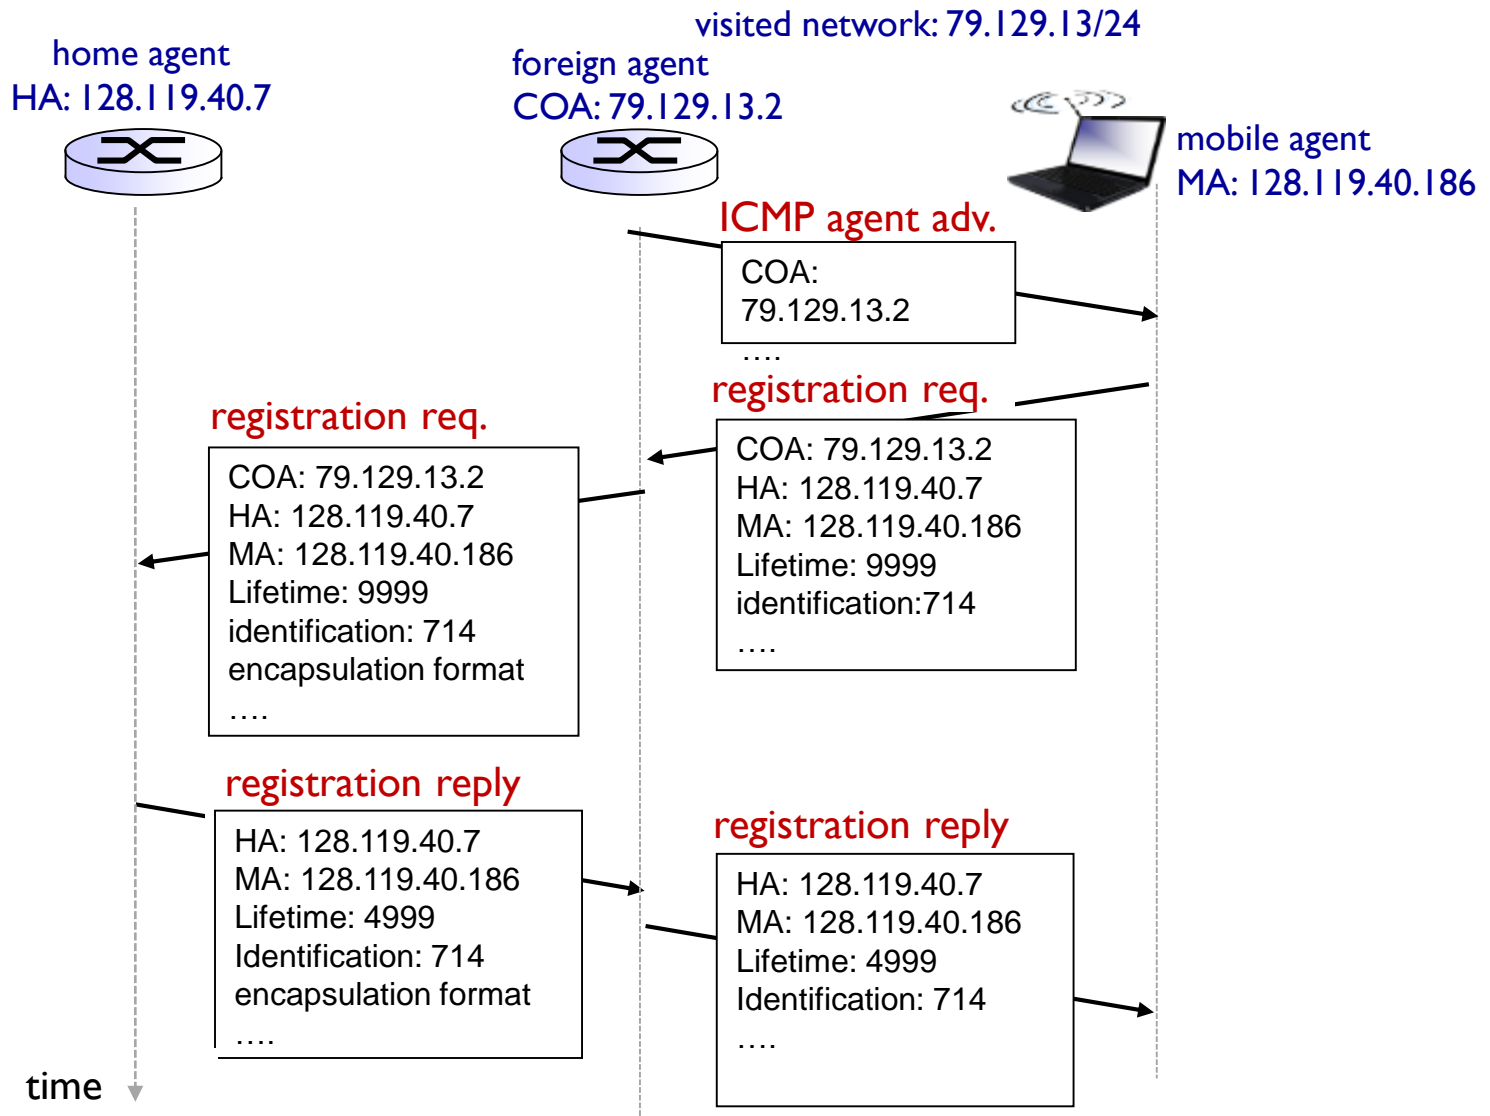 visited network: 79.129.13/24
home agent
HA: 128.119.40.7
foreign agent
COA: 79.129.13.2
mobile agent
MA: 128.119.40.186
ICMP agent adv.
COA:
79.129.13.2
….
registration req.
COA: 79.129.13.2
HA: 128.119.40.7
MA: 128.119.40.186
Lifetime: 9999
identification:714
….
registration req.
COA: 79.129.13.2
HA: 128.119.40.7
MA: 128.119.40.186
Lifetime: 9999
identification: 714
encapsulation format
….
registration reply
HA: 128.119.40.7
MA: 128.119.40.186
Lifetime: 4999
Identification: 714
encapsulation format
….
registration reply
HA: 128.119.40.7
MA: 128.119.40.186
Lifetime: 4999
Identification: 714
….
time